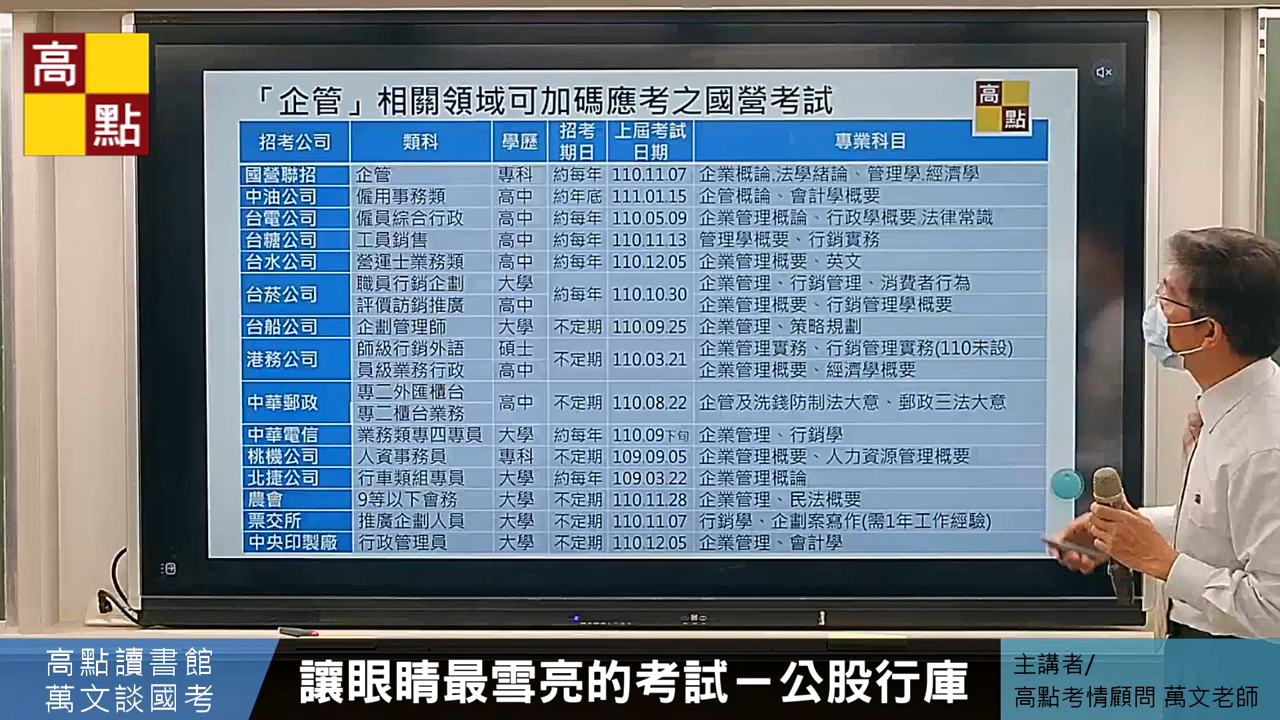 高
點
「企管」相關領域可加碼應考之國營考試
高
點
招考公司 類科 學歷 招考期日 上屆考試日期 專業科目
國營聯招 企管 專科 約每年 110.11.07 企業概論,法學緒論、管理學,經濟學
中油公司 僱用事務類 高中 約年底 111.01.15 企管概論、會計學概要
台電公司 僱員綜合行政 高中 約每年 110.05.09 企業管理概論、行政學概要,法律常識
台糖公司 工員銷售 高中 約每年 110.11.13 管理學概要、行銷實務
台水公司 營運士業務類 高中 約每年 110.12.05 企業管理概要、英文
台菸公司 職員行銷企劃 大學 約每年 110.10.30 企業管理、行銷管理、消費者行為
評價訪銷推廣 高中 企業管理概要、行銷管理學概要
台船公司 企劃管理師 大學 不定期 110.09.25 企業管理、策略規劃
港務公司 師級行銷外語 碩士 不定期 110.03.21 企業管理實務、行銷管理實務(110未設)
員級業務行政 高中 企業管理概要、經濟學概要
中華郵政 專二外匯櫃台 高中 不定期 110.08.22 企管及洗錢防制法大意、郵政三法大意
專二櫃台業務
中華電信 業務類專四專員 大學 約每年 110.09下旬 企業管理、行銷學
桃機公司 人資事務員 專科 不定期 109.09.05 企業管理概要、人力資源管理概要
北捷公司 行車類組專員 大學 約每年 109.03.22 企業管理概論
農會 9等以下會務 大學 不定期 110.11.28 企業管理、民法概要
票交所 推廣企劃人員 大學 不定期 110.11.07 行銷學、企劃案寫作(需1年工作經驗)
中央印製廠 行政管理員 大學 不定期 110.12.05 企業管理、會計學
高點讀書館
萬文談國考
讓眼睛最雪亮的考試－公股行庫
主講者/
高點考情顧問 萬文老師